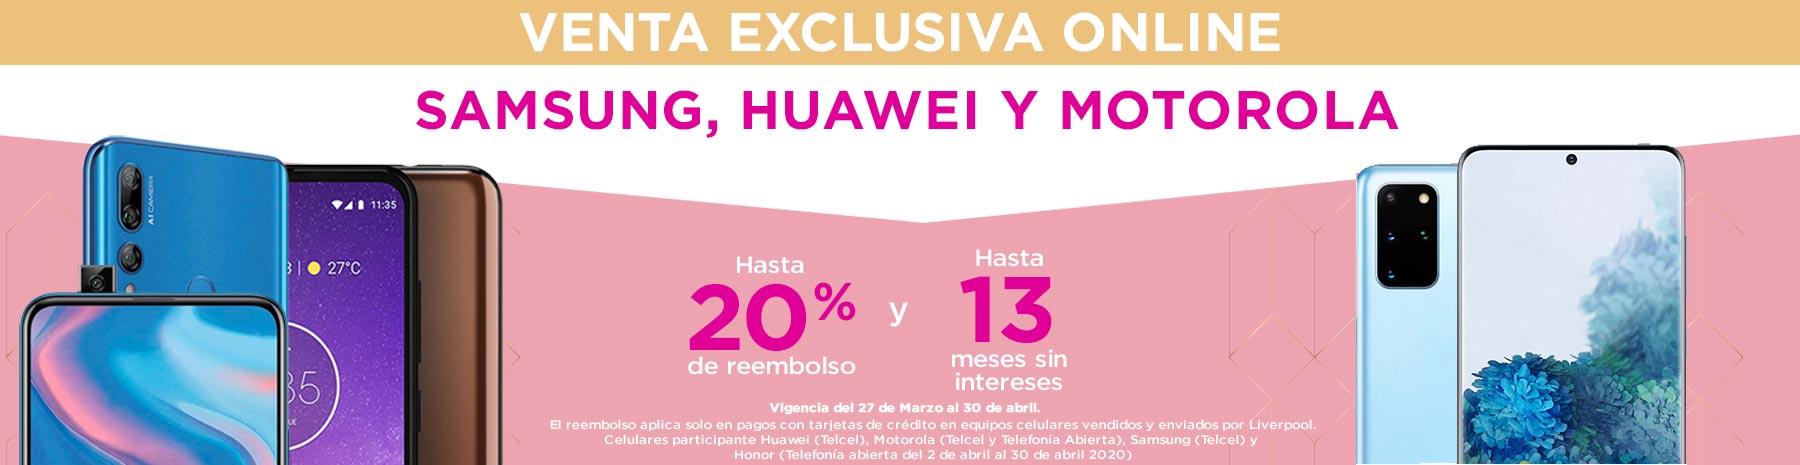 VENTA EXCLUSIVA ONLINE
SAMSUNG, HUAWEI Y MOTOROLA
AI CAMERA
11:35
27°C
Hasta
20%
de reembolso
y
Hasta
13
meses sin
intereses
Vigencia del 27 de Marzo al 30 de abril.
El reembolso aplica solo en pagos con tarjetas de crédito en equipos celulares vendidos y enviados por Liverpool.
Celulares participante Huawei (Telcel), Motorola (Telcel y Telefonía Abierta), Samsung (Telcel) y
Honor (Telefonía abierta del 2 de abril al 30 de abril 2020)